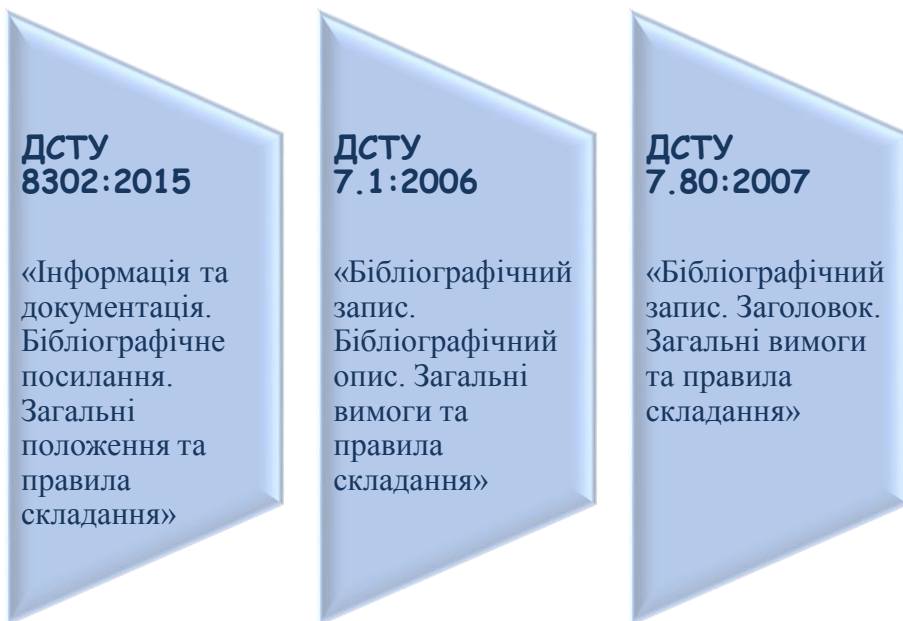 ДСТУ
8302:2015
«Інформація та
документація.
Бібліографічне
посилання.
Загальні
положення та
правила
складання»
ДСТУ
7.1:2006
«Бібліографічний
запис.
Бібліографічний
опис. Загальні
вимоги та
правила
складання»
ДСТУ
7.80:2007
«Бібліографічний
запис. Заголовок.
Загальні вимоги
та правила
складання»